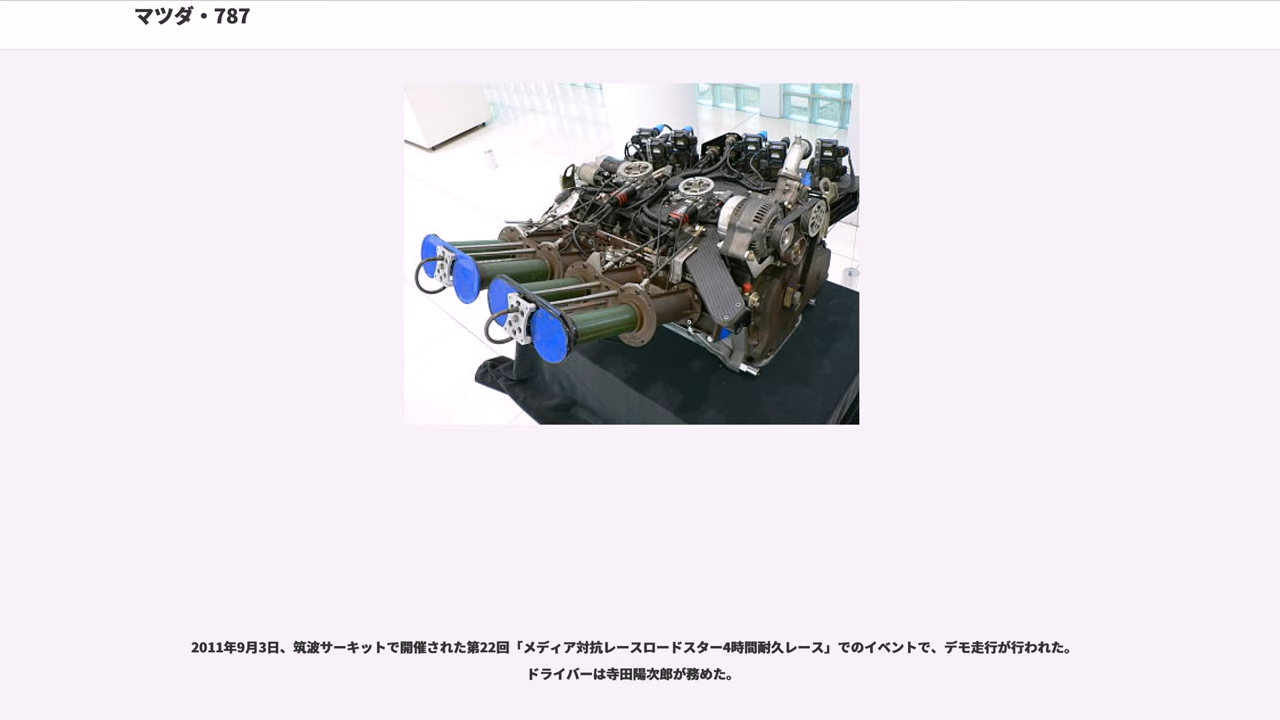 マツダ・787
2011年9月3日、筑波サーキットで開催された第22回「メディア対抗レースロードスター4時間耐久レース」でのイベントで、デモ走行が行われた。
ドライバーは寺田陽次郎が務めた。